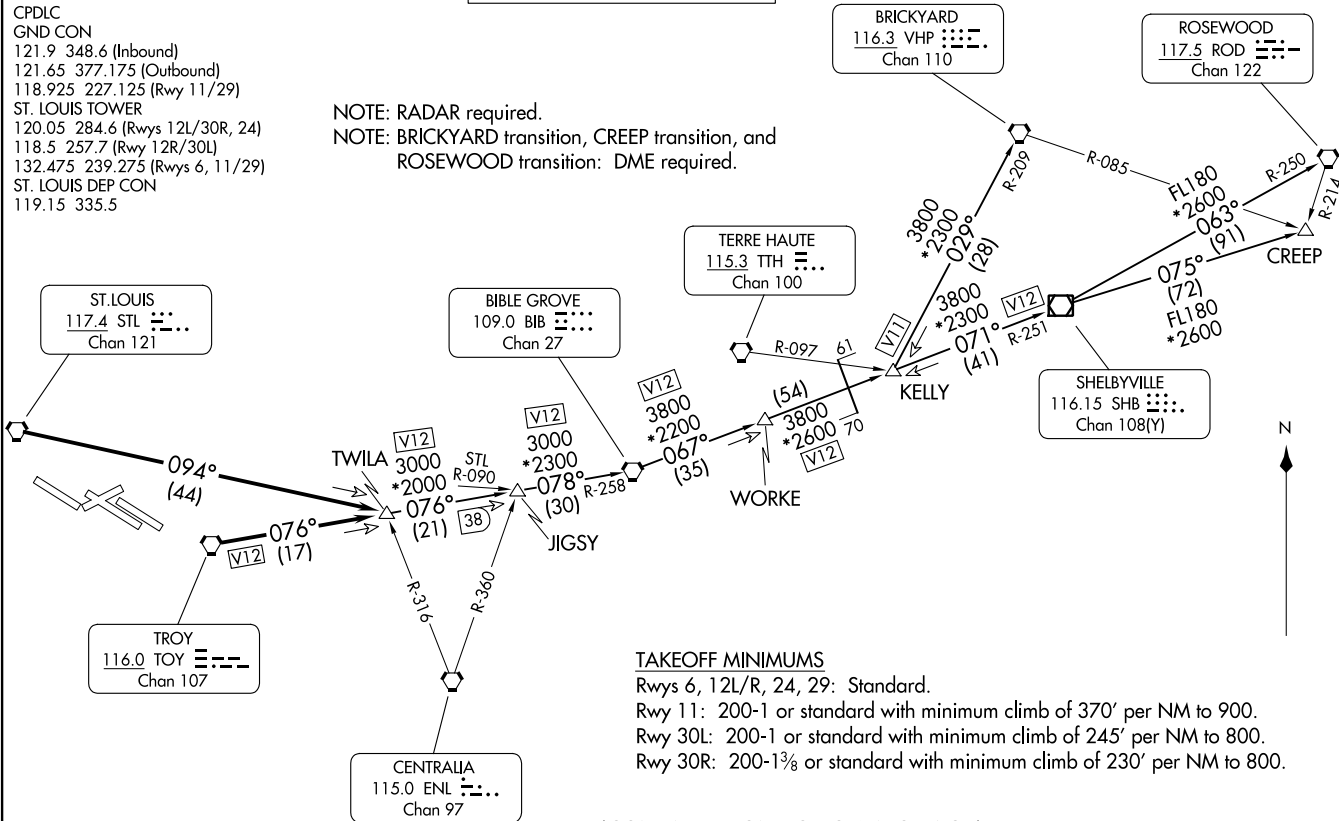 CPDLC
GND CON
121.9 348.6 (Inbound)
121.65 377.175 (Outbound)
118.925 227.125 (Rwy 11/29)
ST. LOUIS TOWER
120.05 284.6 (Rwys 12L/30R, 24)
118.5 257.7 (Rwy 12R/30L)
132.475 239.275 (Rwys 6, 11/29)
ST. LOUIS DEP CON
119.15 335.5
NOTE: RADAR required.
NOTE: BRICKYARD transition, CREEP transition, and
ROSEWOOD transition: DME required.
BRICKYARD
116.3 VHP
Chan 110
ROSEWOOD
117.5 ROD
Chan 122
R-209
R-085
R-250
R-214
FL180
*2600
063°
(91)
CREEP
075°
(72)
FL180
*2600
3800
*2300
029°
(28)
TERRE HAUTE
115.3 TTH
Chan 100
R-097
61
70
V11
3800
*2300
V12
071°
(41)
R-251
KELLY
SHELBYVILLE
116.15 SHB
Chan 108(Y)
ST.LOUIS
117.4 STL
Chan 121
BIBLE GROVE
109.0 BIB
Chan 27
(54)
3800
*2600
V12
WORKE
V12
3800
*2200
067°
(35)
V12
3000
*2300
078°
(30)
R-258
JIGSY
TWILA
V12
3000
*2000
076°
(21)
STL
R-090
38
094°
(44)
076°
V12
(17)
R-316
R-360
TROY
116.0 TOY
Chan 107
CENTRALIA
115.0 ENL
Chan 97
N
TAKEOFF MINIMUMS
Rwys 6, 12L/R, 24, 29: Standard.
Rwy 11: 200-1 or standard with minimum climb of 370' per NM to 900.
Rwy 30L: 200-1 or standard with minimum climb of 245' per NM to 800.
Rwy 30R: 200-1⅜ or standard with minimum climb of 230' per NM to 800.